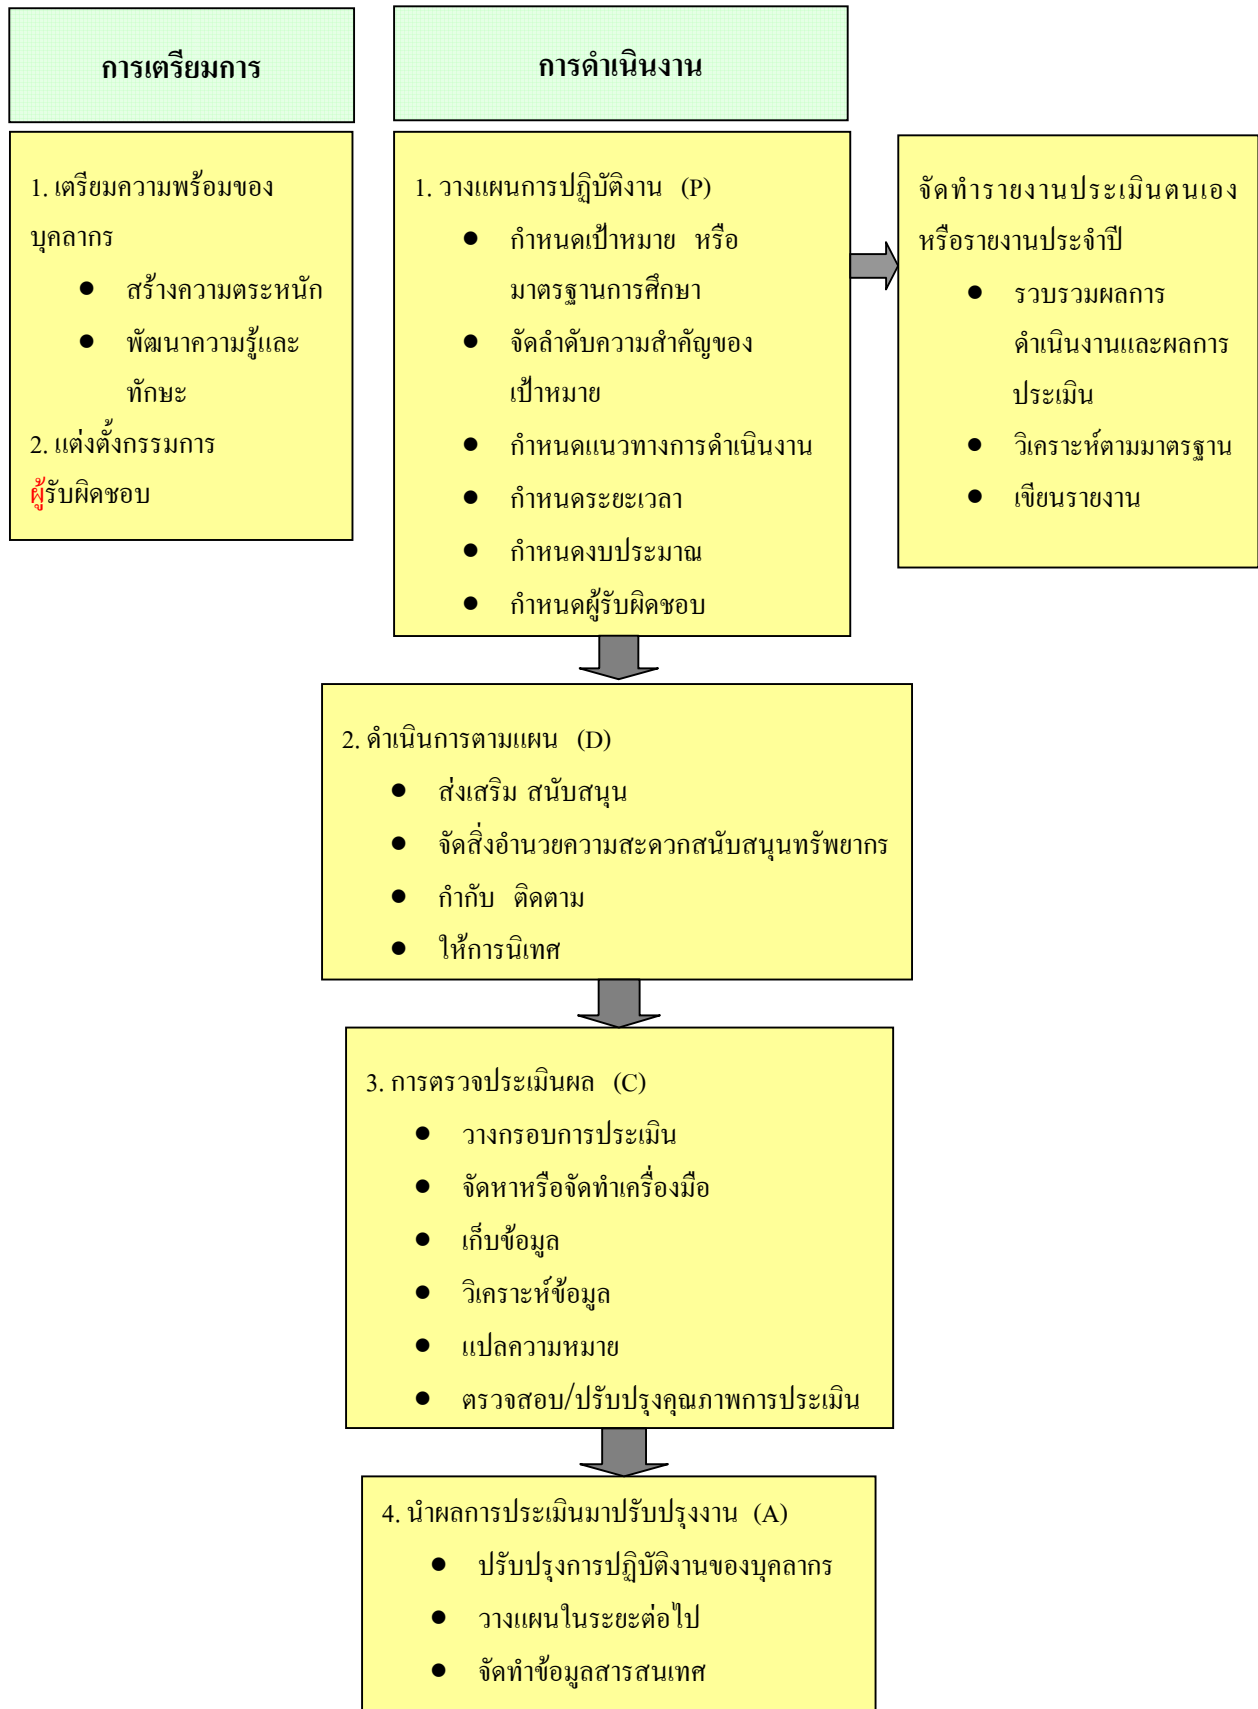 การเตรียมการ
1. เตรียมความพร้อมของ
บุคลากร
● สร้างความตระหนัก
● พัฒนาความรู้และ
ทักษะ
2. แต่งตั้งกรรมการ
ผู้รับผิดชอบ
การดำเนินงาน
1. วางแผนการปฏิบัติงาน (P)
● กำหนดเป้าหมาย หรือ
มาตรฐานการศึกษา
● จัดลำดับความสำคัญของ
เป้าหมาย
● กำหนดแนวทางการดำเนินงาน
● กำหนดระยะเวลา
● กำหนดงบประมาณ
● กำหนดผู้รับผิดชอบ
จัดทำรายงานประเมินตนเอง
หรือรายงานประจำปี
● รวบรวมผลการ
ดำเนินงานและผลการ
ประเมิน
● วิเคราะห์ตามมาตรฐาน
● เขียนรายงาน
2. ดำเนินการตามแผน (D)
● ส่งเสริม สนับสนุน
● จัดสิ่งอำนวยความสะดวกสนับสนุนทรัพยากร
● กำกับ ติดตาม
● ให้การนิเทศ
3. การตรวจประเมินผล (C)
● วางกรอบการประเมิน
● จัดหาหรือจัดทำเครื่องมือ
● เก็บข้อมูล
● วิเคราะห์ข้อมูล
● แปลความหมาย
● ตรวจสอบ/ปรับปรุงคุณภาพการประเมิน
4. นำผลการประเมินมาปรับปรุงงาน (A)
● ปรับปรุงการปฏิบัติงานของบุคลากร
● วางแผนในระยะต่อไป
● จัดทำข้อมูลสารสนเทศ